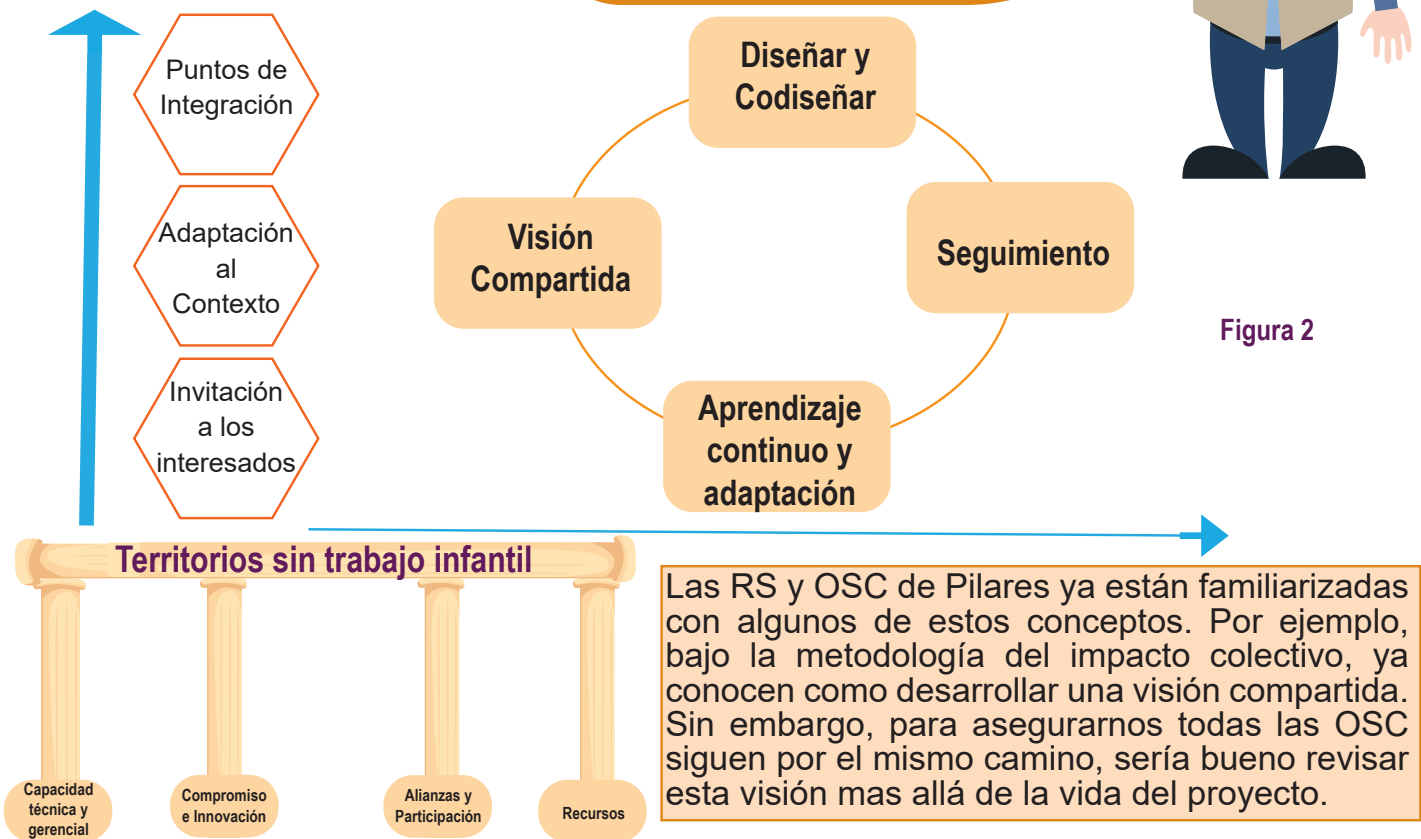 Puntos de
Integración
Adaptación
al
Contexto
Invitación
a los
interesados
Diseñar y
Codiseñar
Visión
Compartida
Seguimiento
Aprendizaje
continuo y
adaptación
Figura 2
Territorios sin trabajo infantil
Capacidad
técnica y
gerencial
Compromiso
e Innovación
Alianzas y
Participación
Recursos
Las RS y OSC de Pilares ya están familiarizadas
con algunos de estos conceptos. Por ejemplo,
bajo la metodología del impacto colectivo, ya
conocen como desarrollar una visión compartida.
Sin embargo, para asegurarnos todas las OSC
siguen por el mismo camino, sería bueno revisar
esta visión mas allá de la vida del proyecto.